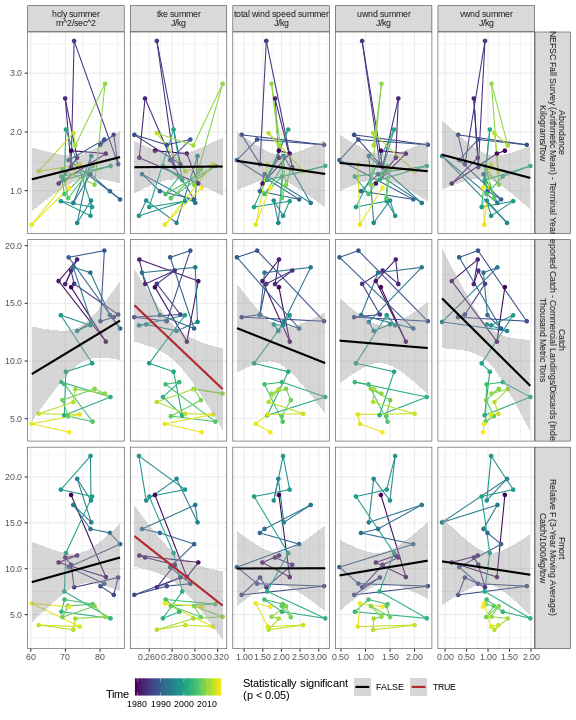 hcly summer
m^2/sec^2
tke summer
J/kg
total wind speed summer
J/kg
uwnd summer
J/kg
vwnd summer
J/kg
3.0
2.0
1.0
Abundance
NEFSC Fall Survey (Arithmetic Mean) - Terminal Year
Kilograms/Tow
20.0
15.0
10.0
5.0
Catch
eported Catch - Commercial Landings/Discards (Inde
Thousand Metric Tons
20.0
15.0
10.0
5.0
Fmort
Relative F (3-Year Moving Average)
Catch/1000/kg/tow
60 70 80
0.260 0.280 0.300 0.320
1.00 1.50 2.00 2.50 3.00
0.50 1.00 1.50 2.00
0.00 0.50 1.00 1.50 2.00
Time
1980 1990 2000 2010
Statistically significant
(p < 0.05)
FALSE
TRUE